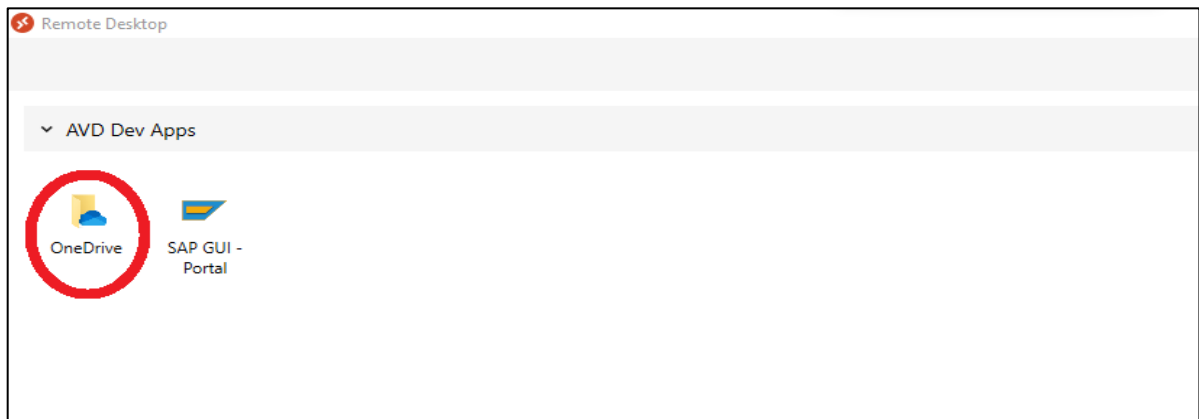 Remote Desktop
AVD Dev Apps
OneDrive
SAP GUI -
Portal